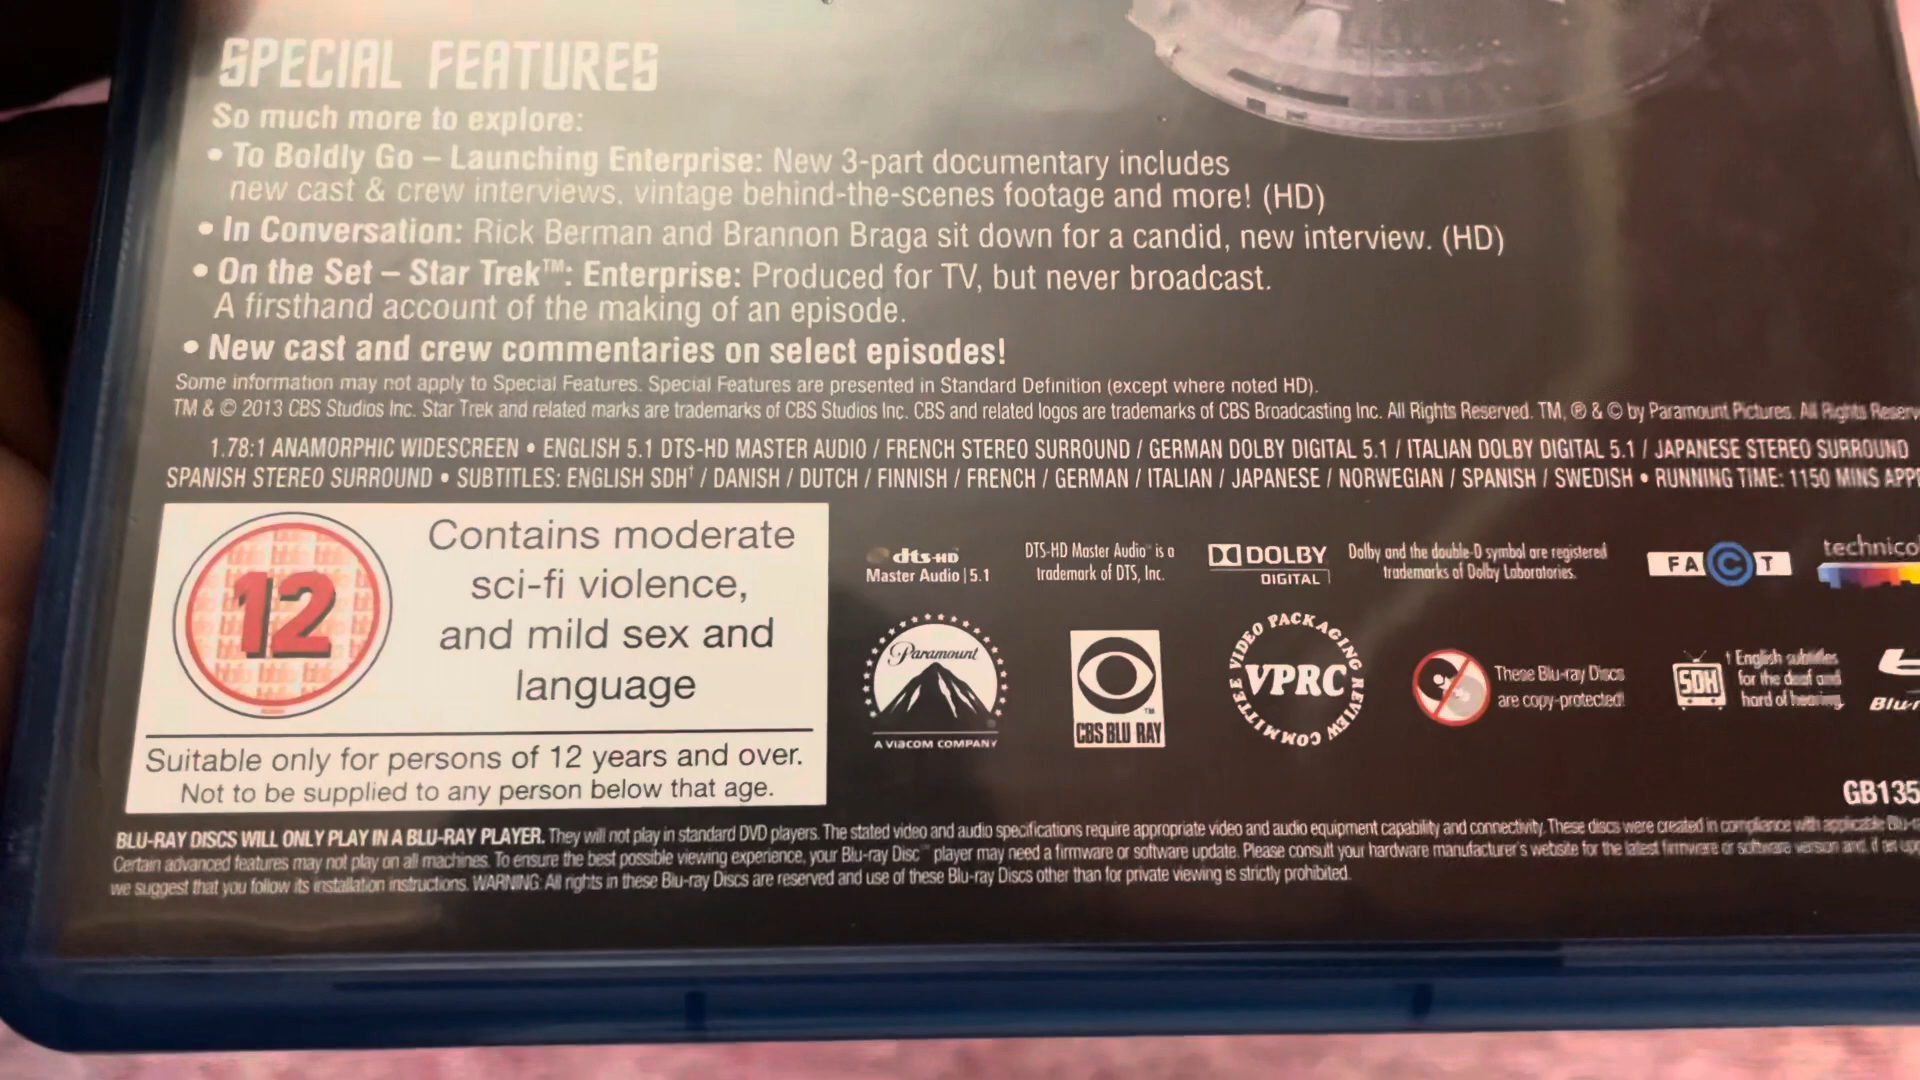 SPECIAL FEATURES
So much more to explore:
• To Boldly Go – Launching Enterprise: New 3-part documentary includes
new cast & crew interviews, vintage behind-the-scenes footage and more! (HD)
• In Conversation: Rick Berman and Brannon Braga sit down for a candid, new interview. (HD)
• On the Set – Star Trek™: Enterprise: Produced for TV, but never broadcast.
A firsthand account of the making of an episode.
• New cast and crew commentaries on select episodes!
Some information may not apply to Special Features. Special Features are presented in Standard Definition (except where noted HD).
TM & © 2013 CBS Studios Inc. Star Trek and related marks are trademarks of CBS Studios Inc. CBS and related logos are trademarks of CBS Broadcasting Inc. All Rights Reserved. TM, ® & © by Paramount Pictures. All Rights Reserv
1.78:1 ANAMORPHIC WIDESCREEN • ENGLISH 5.1 DTS-HD MASTER AUDIO / FRENCH STEREO SURROUND / GERMAN DOLBY DIGITAL 5.1 / ITALIAN DOLBY DIGITAL 5.1 / JAPANESE STEREO SURROUND
SPANISH STEREO SURROUND • SUBTITLES: ENGLISH SDH† / DANISH / DUTCH / FINNISH / FRENCH / GERMAN / ITALIAN / JAPANESE / NORWEGIAN / SPANISH / SWEDISH • RUNNING TIME: 1150 MINS APP
12
Contains moderate
sci-fi violence,
and mild sex and
language
Suitable only for persons of 12 years and over.
Not to be supplied to any person below that age.
dts-HD
Master Audio | 5.1
DTS-HD Master Audio™ is a
trademark of DTS, Inc.
DOLBY
DIGITAL
Dolby and the double-D symbol are registered
trademarks of Dolby Laboratories.
FACT
technico
Paramount
A VIACOM COMPANY
CBS BLU RAY
TM
VIDEO PACKAGING REVIEW COMMITTEE
VPRC
These Blu-ray Discs
are copy-protected!
SDH
† English subtitles
for the deaf and
hard of hearing.
Blu-r
GB135
BLU-RAY DISCS WILL ONLY PLAY IN A BLU-RAY PLAYER. They will not play in standard DVD players. The stated video and audio specifications require appropriate video and audio equipment capability and connectivity. These discs were created in compliance with applicable Blu-r
Certain advanced features may not play on all machines. To ensure the best possible viewing experience, your Blu-ray Disc™ player may need a firmware or software update. Please consult your hardware manufacturer's website for the latest firmware or software version and, if an up
we suggest that you follow its installation instructions. WARNING: All rights in these Blu-ray Discs are reserved and use of these Blu-ray Discs other than for private viewing is strictly prohibited.